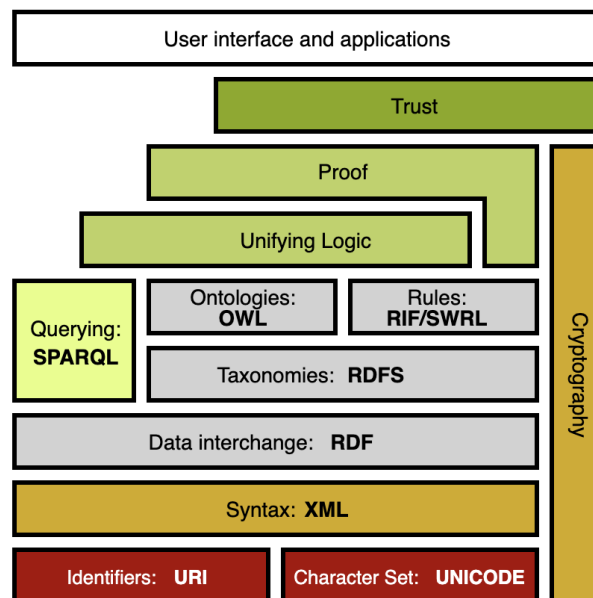 User interface and applications
Trust
Proof
Unifying Logic
Querying:
SPARQL
Ontologies:
OWL
Rules:
RIF/SWRL
Taxonomies: RDFS
Data interchange: RDF
Syntax: XML
Identifiers: URI
Character Set: UNICODE
Cryptography